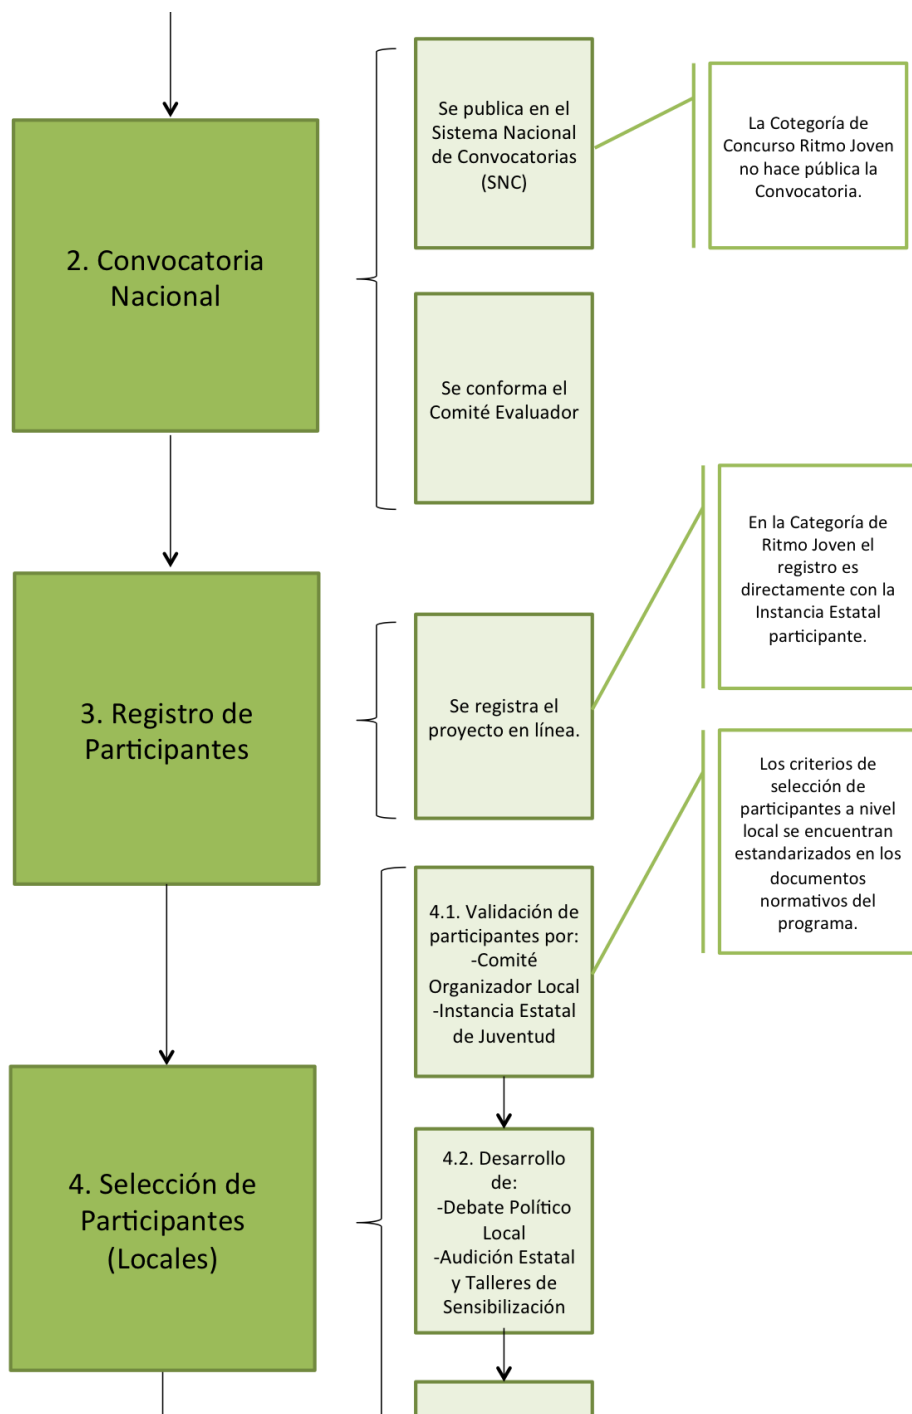 2. Convocatoria
Nacional
Se publica en el
Sistema Nacional
de Convocatorias
(SNC)
La Cotegoría de
Concurso Ritmo Joven
no hace pública la
Convocatoria.
Se conforma el
Comité Evaluador
3. Registro de
Participantes
Se registra el
proyecto en línea.
En la Categoría de
Ritmo Joven el
registro es
directamente con la
Instancia Estatal
participante.
4. Selección de
Participantes
(Locales)
4.1. Validación de
participantes por:
-Comité
Organizador Local
-Instancia Estatal
de Juventud
Los criterios de
selección de
participantes a nivel
local se encuentran
estandarizados en los
documentos
normativos del
programa.
4.2. Desarrollo
de:
-Debate Político
Local
-Audición Estatal
y Talleres de
Sensibilización